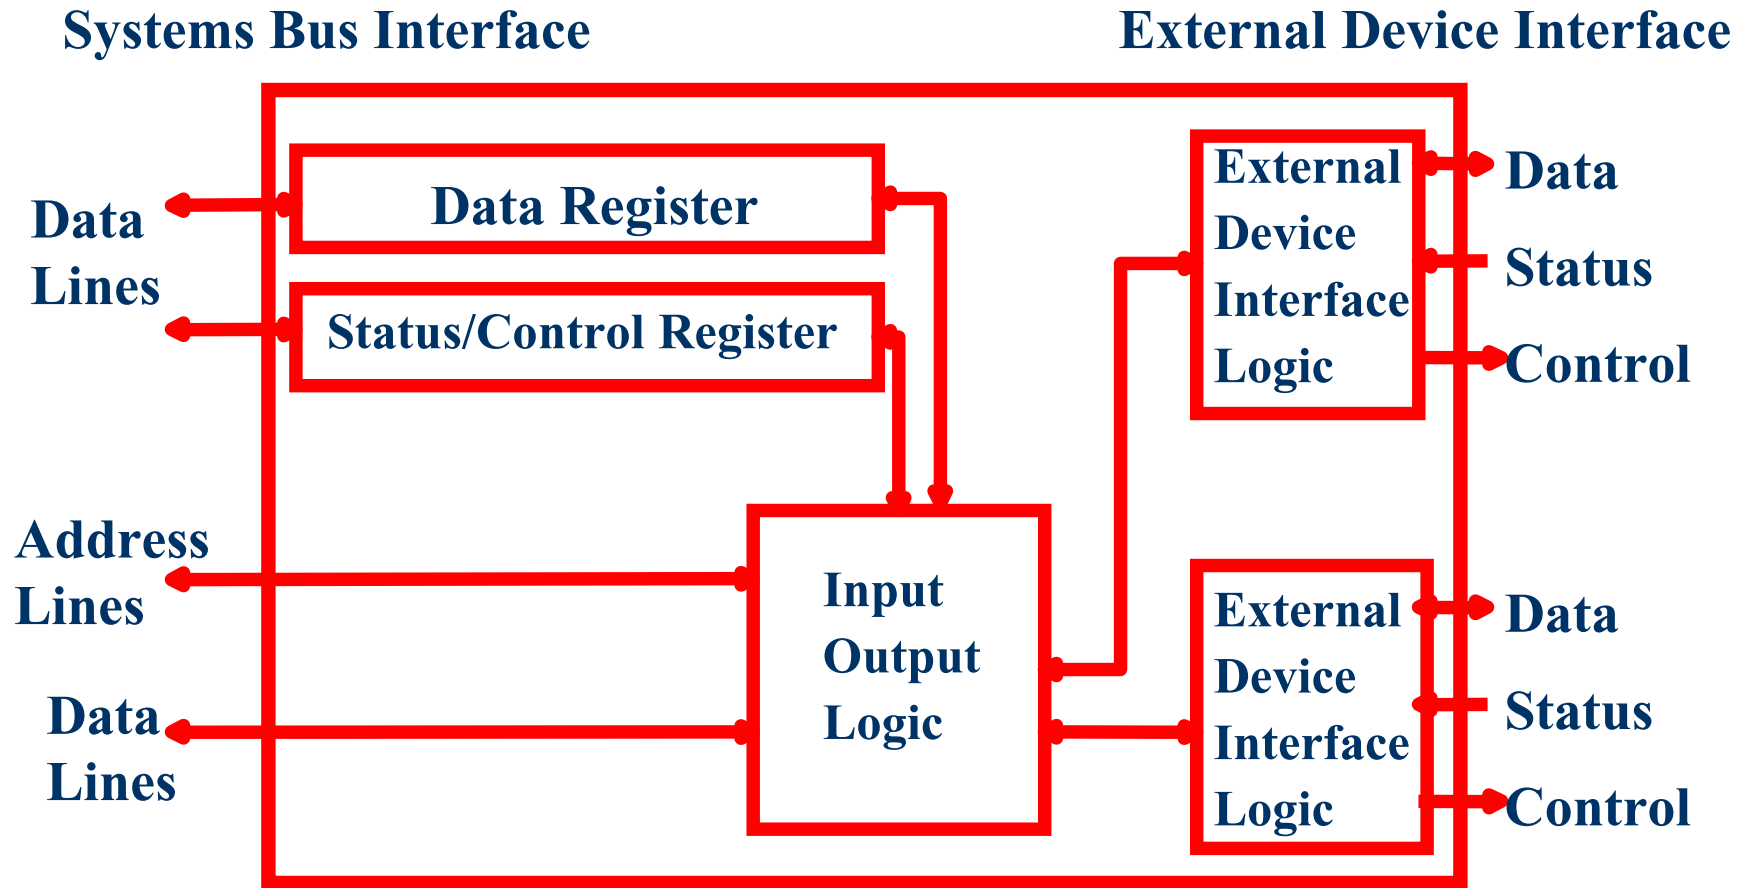 Systems Bus Interface
External Device Interface
Data Register
Data
Lines
Status/Control Register
External
Device
Interface
Logic
Data
Status
Control
Address
Lines
Input
Output
Logic
Data
Lines
External
Device
Interface
Logic
Data
Status
Control